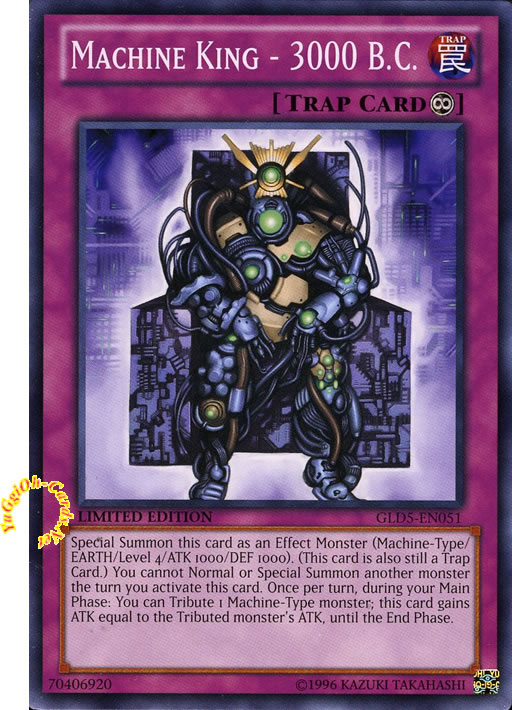 MACHINE KING - 3000 B.C.
TRAP
罠
[TRAP CARD∞]
YuGeiOh-Cards.Net
LIMITED EDITION
GLD5-EN051
Special Summon this card as an Effect Monster (Machine-Type/
EARTH/Level 4/ATK 1000/DEF 1000). (This card is also still a Trap
Card.) You cannot Normal or Special Summon another monster
the turn you activate this card. Once per turn, during your Main
Phase: You can Tribute 1 Machine-Type monster; this card gains
ATK equal to the Tributed monster's ATK, until the End Phase.
70406920
©1996 KAZUKI TAKAHASHI